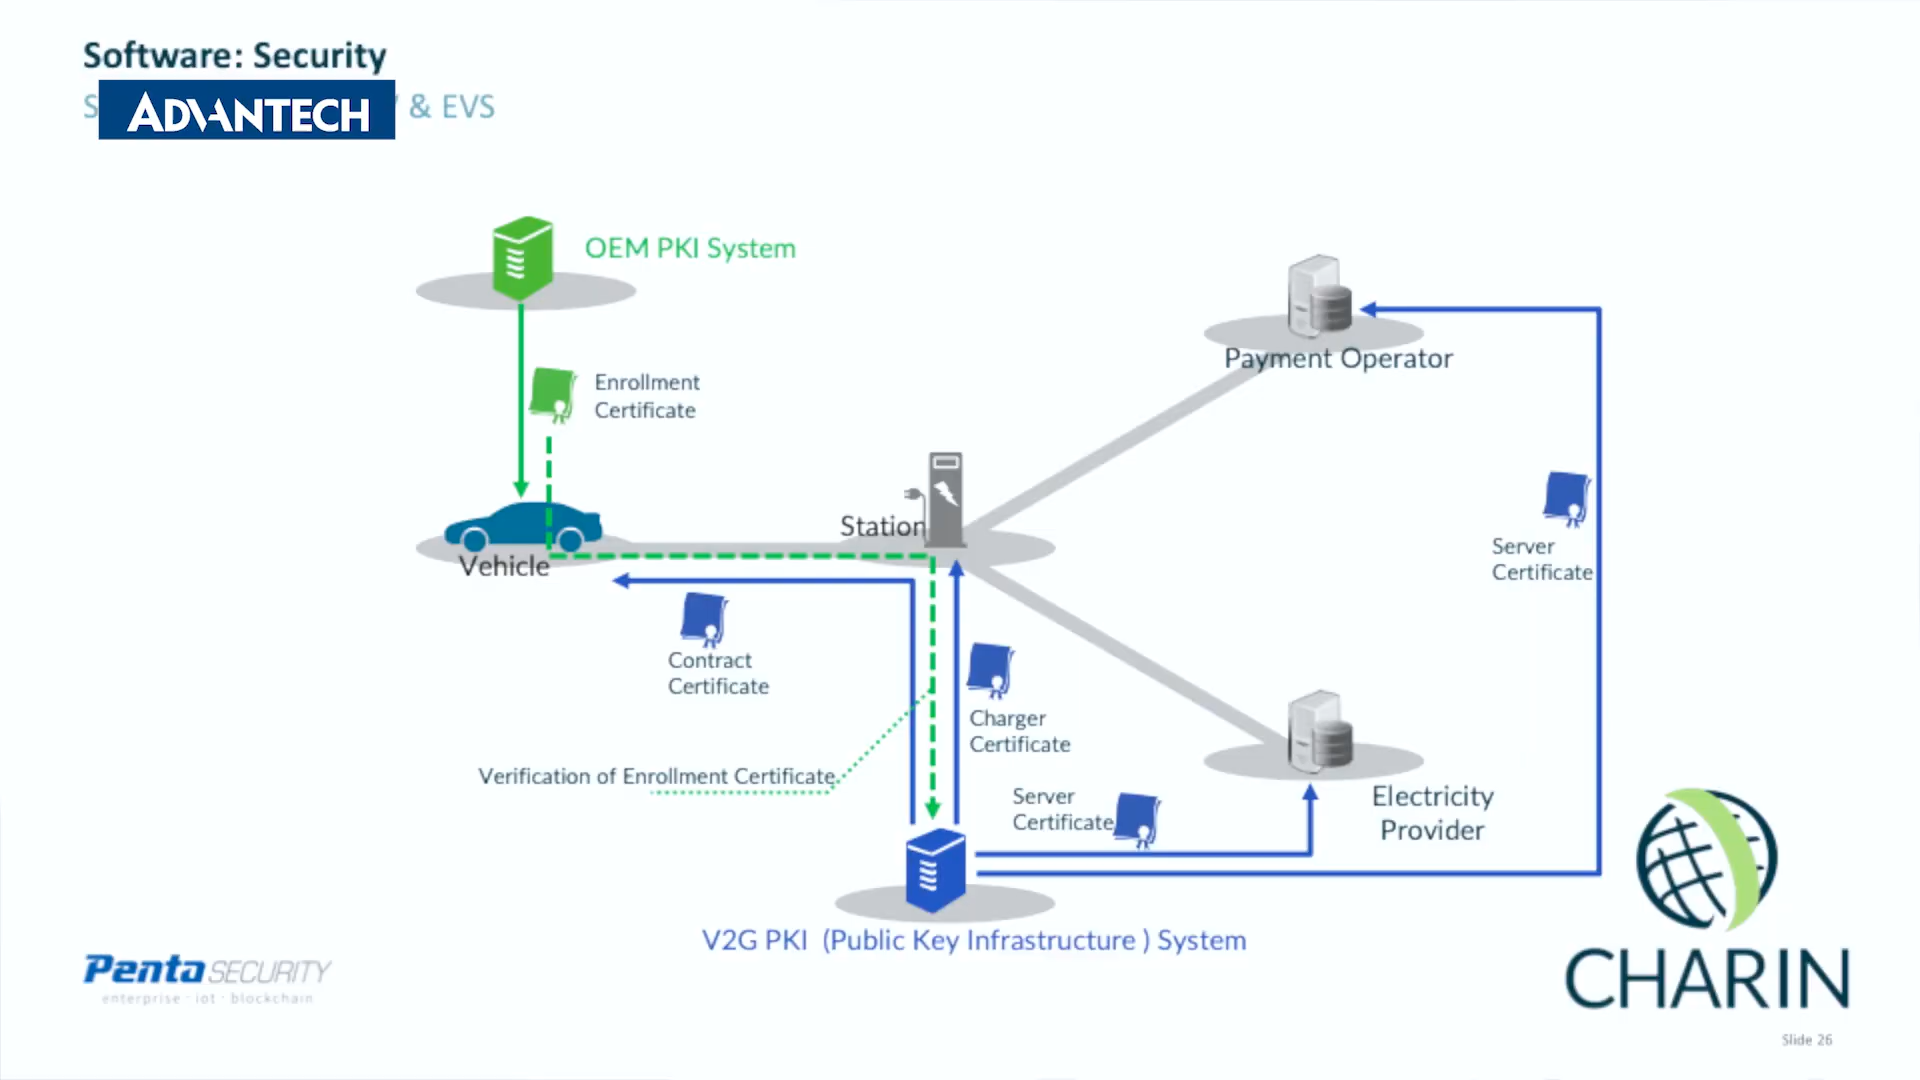 Software: Security
ADVANTECH
& EVS
OEM PKI System
Enrollment
Certificate
Payment Operator
Station
Vehicle
Server
Certificate
Contract
Certificate
Charger
Certificate
Verification of Enrollment Certificate
Server
Certificate
Electricity
Provider
V2G PKI (Public Key Infrastructure ) System
Penta SECURITY
enterprise · iot · blockchain
CHARIN
Slide 26